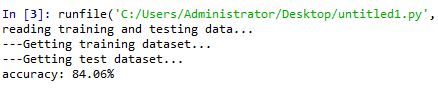 In [3]: runfile('C:/Users/Administrator/Desktop/untitled1.py',
reading training and testing data...
---Getting training dataset...
---Getting test dataset...
accuracy: 84.06%